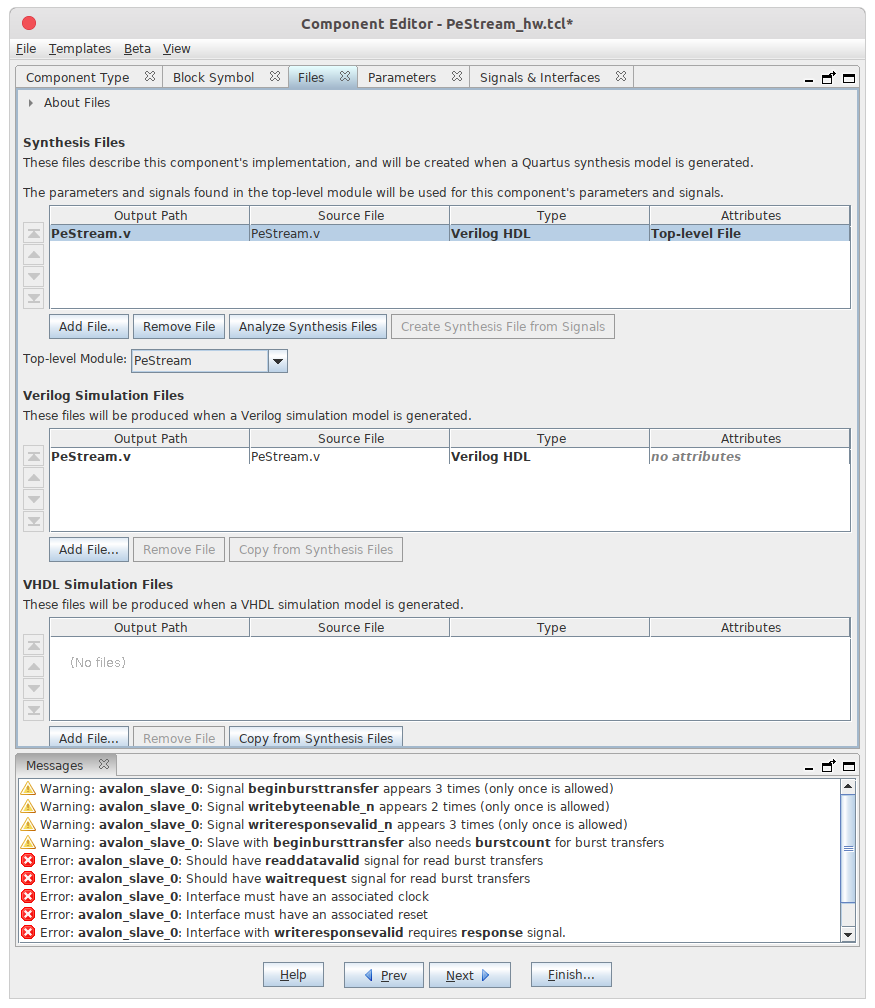 Component Editor - PeStream_hw.tcl*
File Templates Beta View
Component Type Block Symbol Files Parameters Signals & Interfaces
About Files
Synthesis Files
These files describe this component's implementation, and will be created when a Quartus synthesis model is generated.
The parameters and signals found in the top-level module will be used for this component's parameters and signals.
Output Path Source File Type Attributes
PeStream.v PeStream.v Verilog HDL Top-level File
Add File... Remove File Analyze Synthesis Files Create Synthesis File from Signals
Top-level Module: PeStream
Verilog Simulation Files
These files will be produced when a Verilog simulation model is generated.
Output Path Source File Type Attributes
PeStream.v PeStream.v Verilog HDL no attributes
Add File... Remove File Copy from Synthesis Files
VHDL Simulation Files
These files will be produced when a VHDL simulation model is generated.
Output Path Source File Type Attributes
(No files)
Add File... Remove File Copy from Synthesis Files
Messages
Warning: avalon_slave_0: Signal beginbursttransfer appears 3 times (only once is allowed)
Warning: avalon_slave_0: Signal writebyteenable_n appears 2 times (only once is allowed)
Warning: avalon_slave_0: Signal writeresponsevalid_n appears 3 times (only once is allowed)
Warning: avalon_slave_0: Slave with beginbursttransfer also needs burstcount for burst transfers
Error: avalon_slave_0: Should have readdatavalid signal for read burst transfers
Error: avalon_slave_0: Should have waitrequest signal for read burst transfers
Error: avalon_slave_0: Interface must have an associated clock
Error: avalon_slave_0: Interface must have an associated reset
Error: avalon_slave_0: Interface with writeresponsevalid requires response signal.
Help Prev Next Finish...